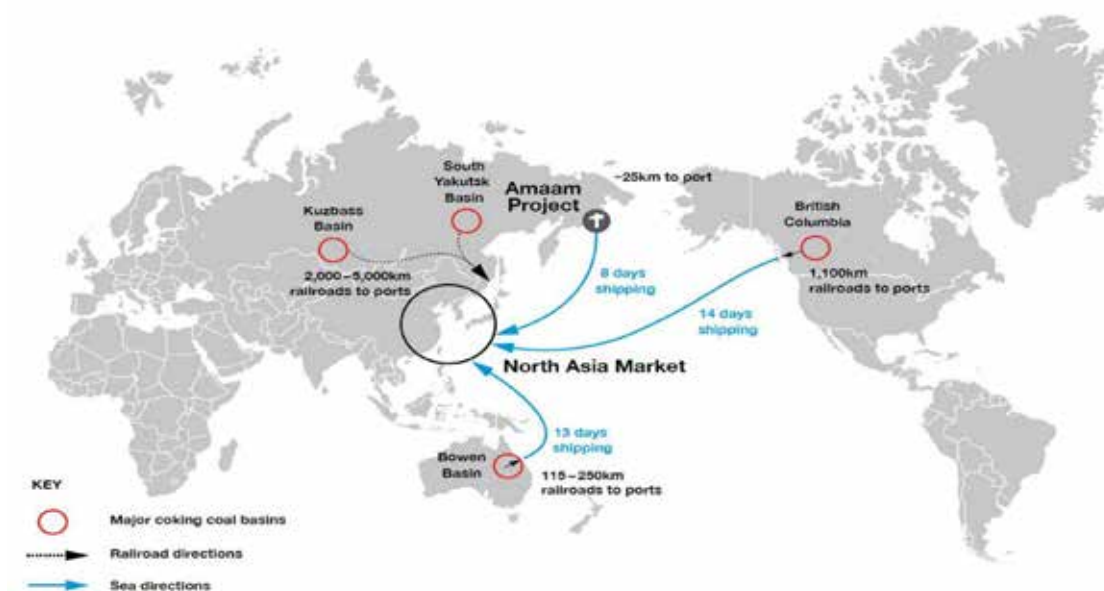 South
Yakutsk
Basin
Amaam
Project
~25km to port
British
Columbia
Kuzbass
Basin
2,000–5,000km
railroads to ports
8 days
shipping
1,100km
railroads to ports
14 days
shipping
North Asia Market
13 days
shipping
Bowen
Basin
115–250km
railroads to ports
KEY
Major coking coal basins
Railroad directions
Sea directions